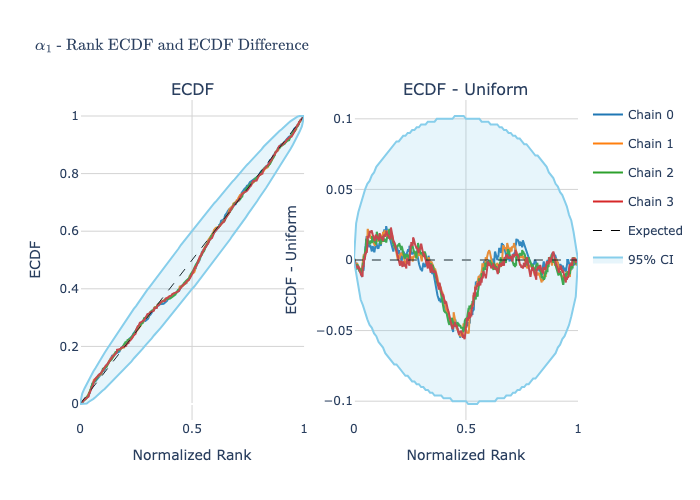 α₁ - Rank ECDF and ECDF Difference
ECDF
ECDF - Uniform
ECDF
1
0.8
0.6
0.4
0.2
0
0
0.5
1
Normalized Rank
ECDF - Uniform
0.1
0.05
0
−0.05
−0.1
0
0.5
1
Normalized Rank
Chain 0
Chain 1
Chain 2
Chain 3
Expected
95% CI